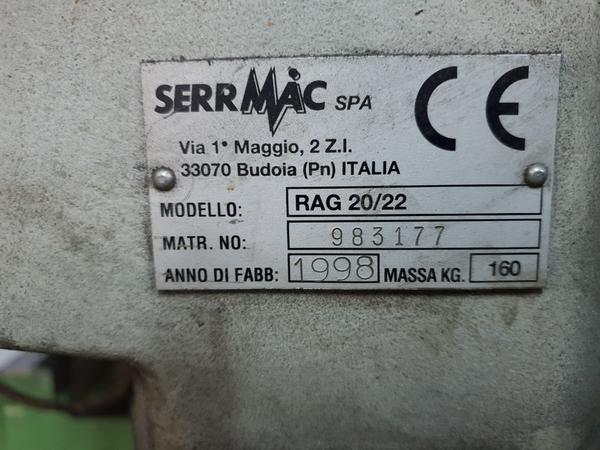 SERRMAC SPA
CE
Via 1° Maggio, 2 Z.I.
33070 Budoia (Pn) ITALIA
MODELLO: RAG 20/22
MATR. NO: 983177
ANNO DI FABB: 1998 MASSA KG. 160